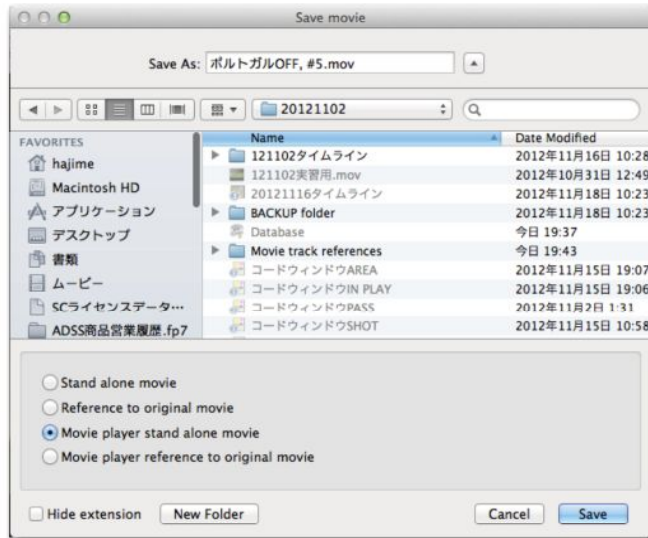 Save movie
Save As: ポルトガルOFF, #5.mov
20121102
FAVORITES
hajime
Macintosh HD
アプリケーション
デスクトップ
書類
ムービー
SCライセンスデータ…
ADSS商品営業履歴.fp7
Name Date Modified
121102タイムライン 2012年11月16日 10:28
121102実習用.mov 2012年10月31日 12:49
20121116タイムライン 2012年11月18日 10:23
BACKUP folder 2012年11月18日 10:23
Database 今日 19:37
Movie track references 今日 19:43
コードウィンドウAREA 2012年11月15日 19:07
コードウィンドウIN PLAY 2012年11月15日 19:06
コードウィンドウPASS 2012年11月2日 1:31
コードウィンドウSHOT 2012年11月15日 10:58
Stand alone movie
Reference to original movie
Movie player stand alone movie
Movie player reference to original movie
Hide extension New Folder Cancel Save